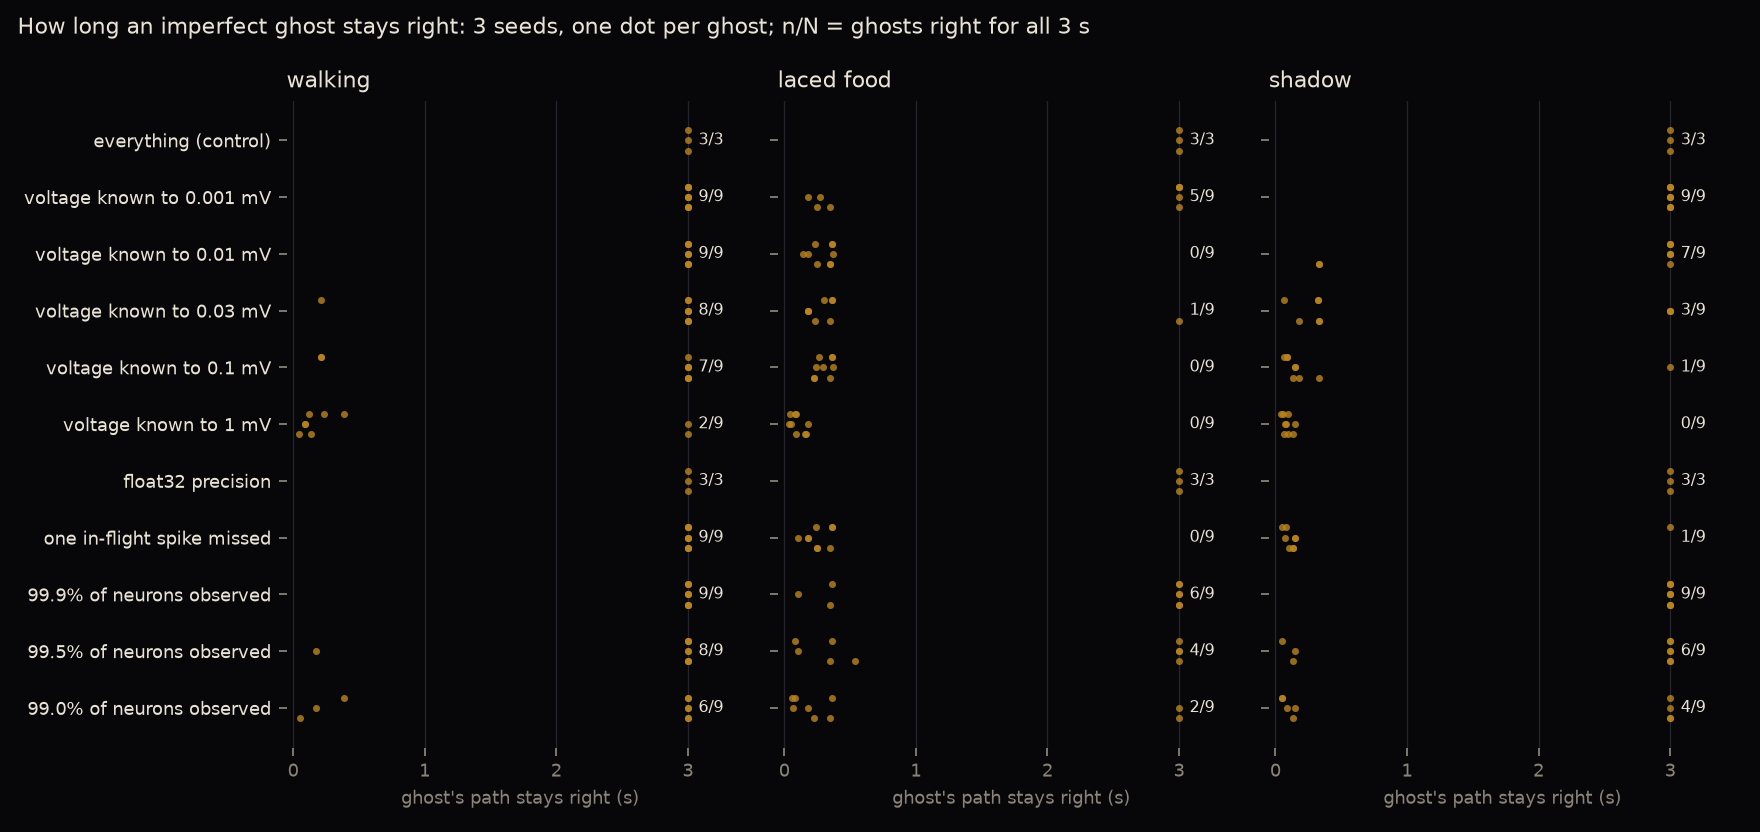 How long an imperfect ghost stays right: 3 seeds, one dot per ghost; n/N = ghosts right for all 3 s
walking laced food shadow
everything (control) 3/3 3/3 3/3
voltage known to 0.001 mV 9/9 5/9 9/9
voltage known to 0.01 mV 9/9 0/9 7/9
voltage known to 0.03 mV 8/9 1/9 3/9
voltage known to 0.1 mV 7/9 0/9 1/9
voltage known to 1 mV 2/9 0/9 0/9
float32 precision 3/3 3/3 3/3
one in-flight spike missed 9/9 0/9 1/9
99.9% of neurons observed 9/9 6/9 9/9
99.5% of neurons observed 8/9 4/9 6/9
99.0% of neurons observed 6/9 2/9 4/9
0 1 2 3 0 1 2 3 0 1 2 3
ghost's path stays right (s) ghost's path stays right (s) ghost's path stays right (s)